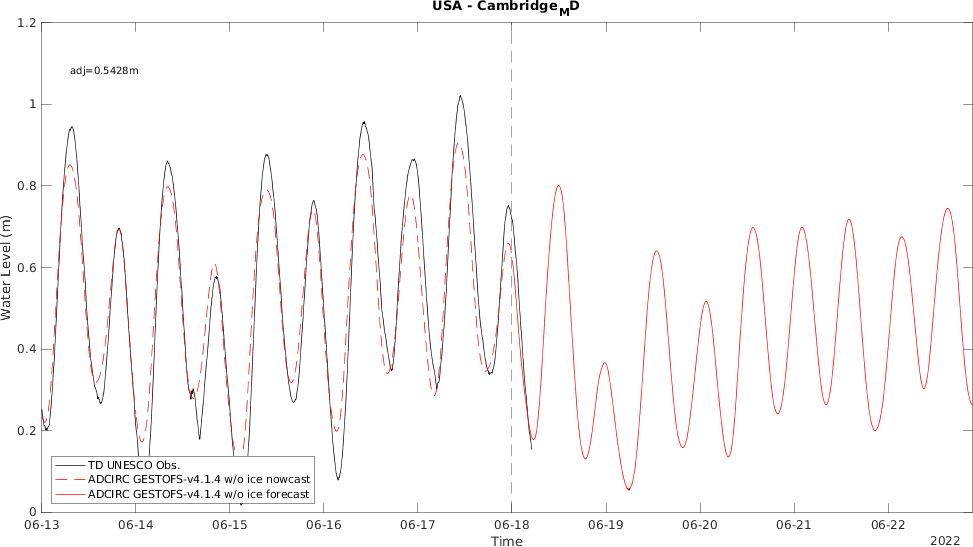 USA - Cambridge_MD
1.2
adj=0.5428m
1
0.8
Water Level (m)
0.6
0.4
0.2
0
TD UNESCO Obs.
ADCIRC GESTOFS-v4.1.4 w/o ice nowcast
ADCIRC GESTOFS-v4.1.4 w/o ice forecast
06-13 06-14 06-15 06-16 06-17 06-18 06-19 06-20 06-21 06-22
Time
2022